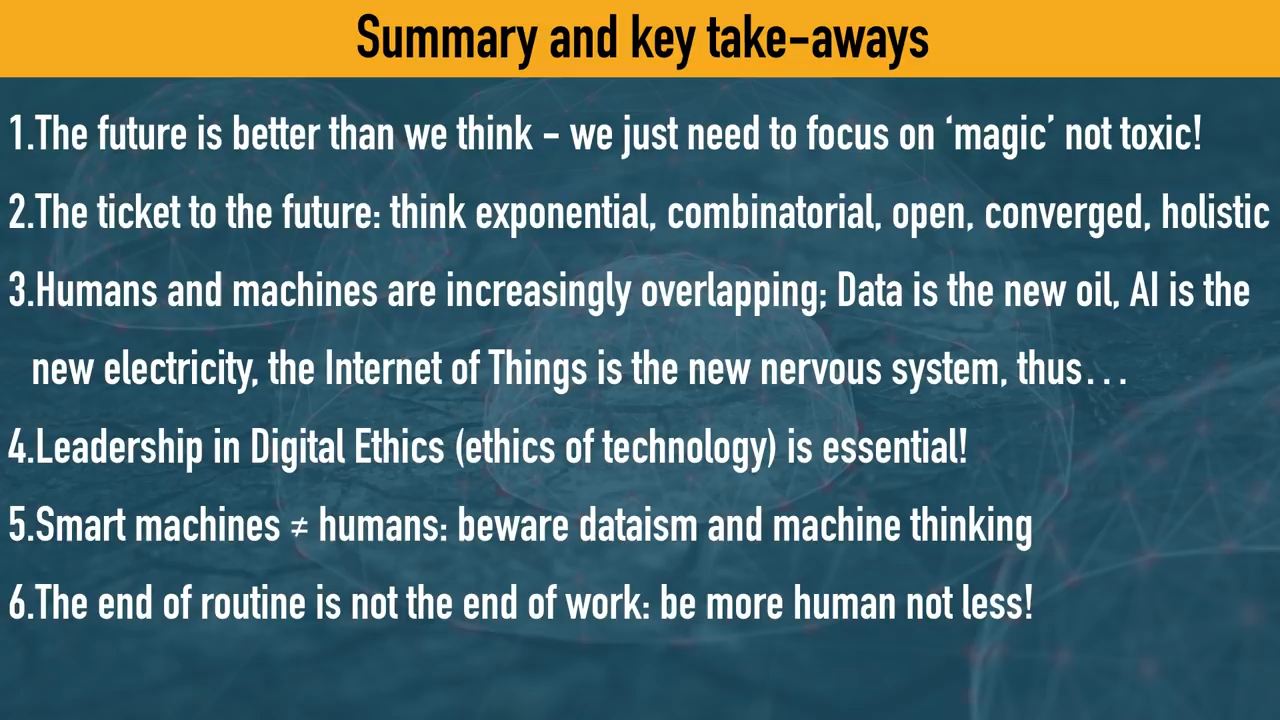 Summary and key take-aways
1.The future is better than we think – we just need to focus on ‘magic’ not toxic!
2.The ticket to the future: think exponential, combinatorial, open, converged, holistic
3.Humans and machines are increasingly overlapping; Data is the new oil, AI is the
new electricity, the Internet of Things is the new nervous system, thus…
4.Leadership in Digital Ethics (ethics of technology) is essential!
5.Smart machines ≠ humans: beware dataism and machine thinking
6.The end of routine is not the end of work: be more human not less!